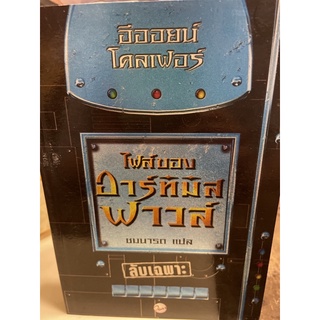 อีออยน์
โคลเฟอร์
ไฟล์ของ
อาร์ทิมิส
ฟาวล์
ชมนารถ แปล
ลับเฉพาะ